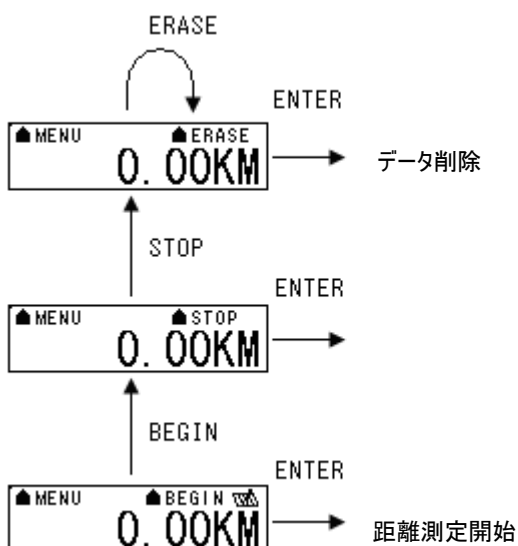 ERASE
ENTER
MENU ERASE
0.00KM
データ削除
STOP
ENTER
MENU STOP
0.00KM
BEGIN
ENTER
MENU BEGIN
0.00KM
距離測定開始